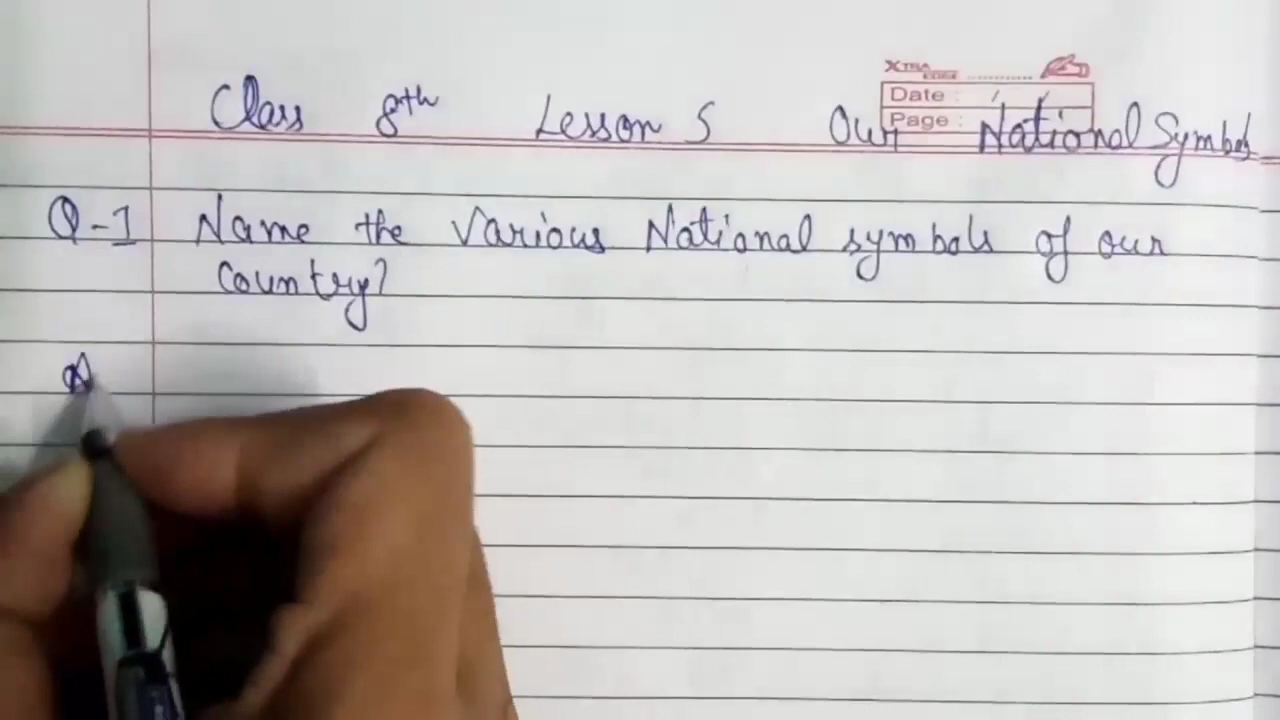 XTRA
Date : / /
Page :
Class 8th Lesson 5 Our National Symbols
Q-1 Name the various National symbols of our
country?
A